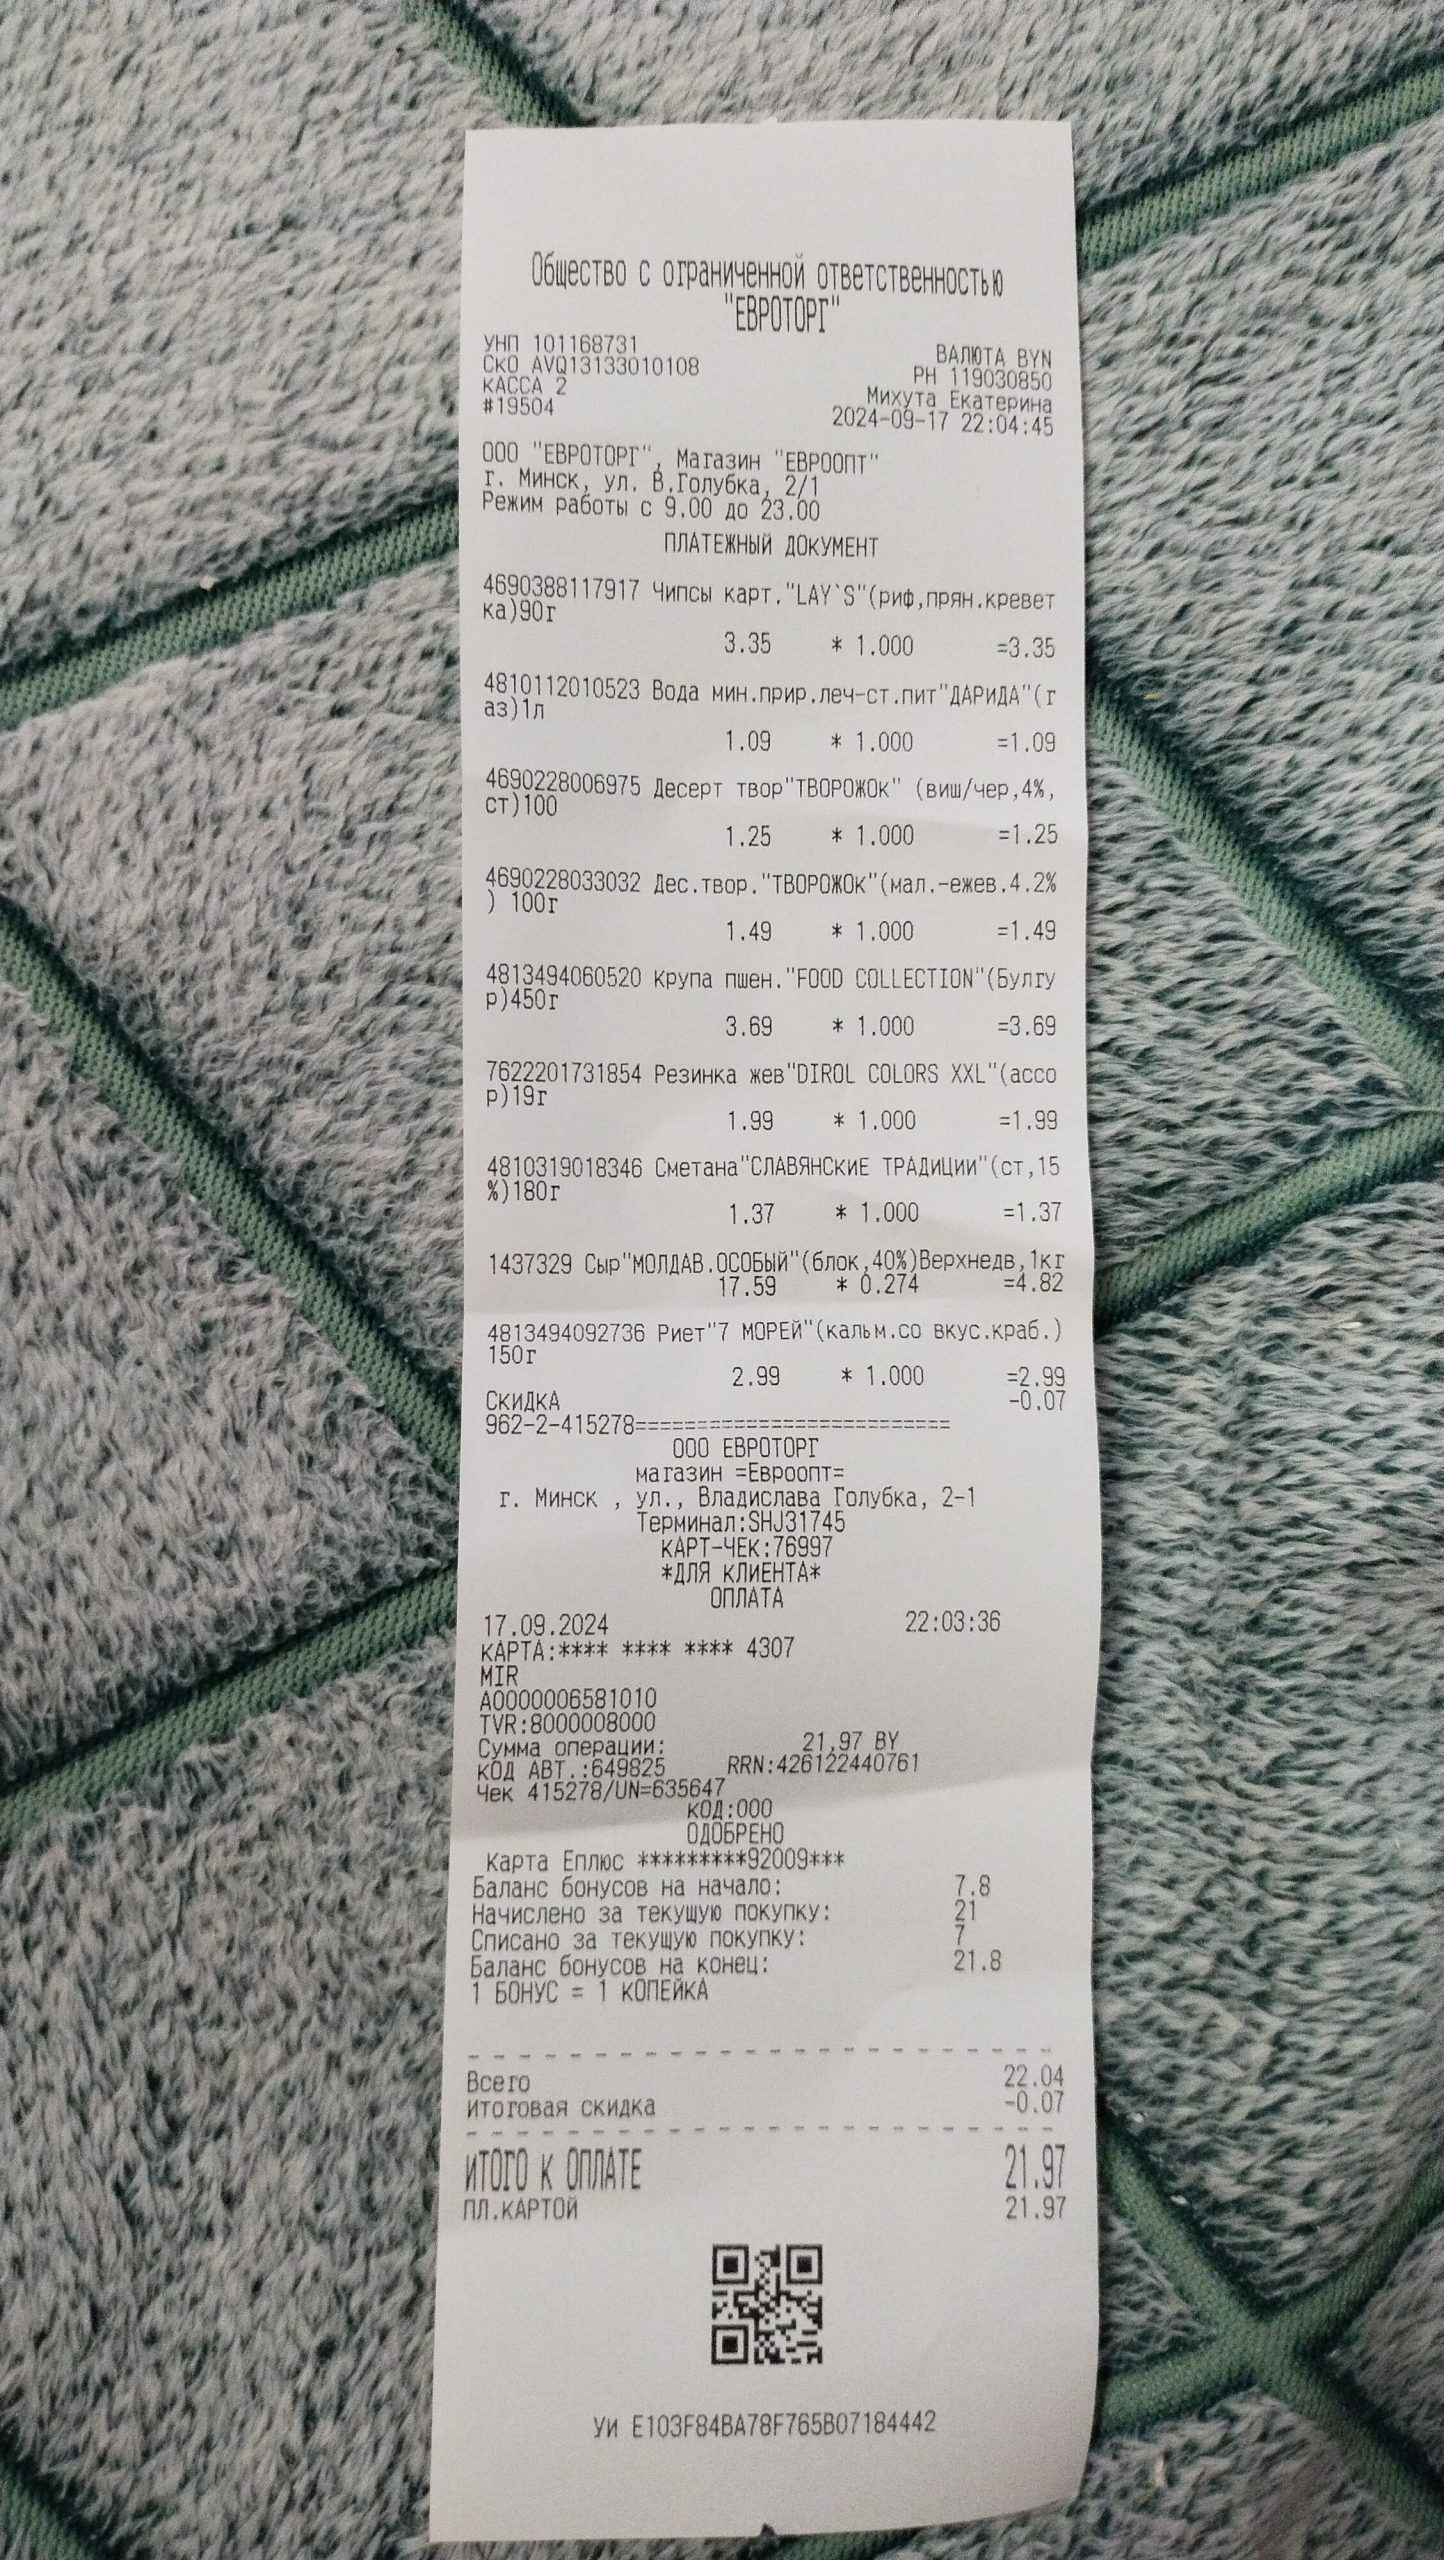 Общество с ограниченной ответственностью
"ЕВРОТОРГ"
УНП 101168731
ВАЛЮТА BYN
СКО AVQ13133010108
РН 119030850
КАССА 2
Михута Екатерина
#19504
2024-09-17 22:04:45
ООО "ЕВРОТОРГ", Магазин "ЕВРООПТ"
г. Минск, ул. В.Голубка, 2/1
Режим работы с 9.00 до 23.00
ПЛАТЕЖНЫЙ ДОКУМЕНТ
4690388117917 Чипсы карт."LAY`S"(риф,прян.кревет
ка)90г
3.35 * 1.000 =3.35
4810112010523 Вода мин.прир.леч-ст.пит"ДАРИДА"(г
аз)1л
1.09 * 1.000 =1.09
4690228006975 Десерт твор"ТВОРОЖОК" (виш/чер,4%,
ст)100
1.25 * 1.000 =1.25
4690228033032 Дес.твор."ТВОРОЖОК"(мал.-ежев.4.2%
) 100г
1.49 * 1.000 =1.49
4813494060520 Крупа пшен."FOOD COLLECTION"(Булгу
р)450г
3.69 * 1.000 =3.69
7622201731854 Резинка жев"DIROL COLORS XXL"(ассо
р)19г
1.99 * 1.000 =1.99
4810319018346 Сметана"СЛАВЯНСКИЕ ТРАДИЦИИ"(ст,15
%)180г
1.37 * 1.000 =1.37
1437329 Сыр"МОЛДАВ.ОСОБЫЙ"(блок,40%)Верхнедв,1кг
17.59 * 0.274 =4.82
4813494092736 Риет"7 МОРЕЙ"(кальм.со вкус.краб.)
150г
2.99 * 1.000 =2.99
СКИДКА -0.07
962-2-415278==========================
ООО ЕВРОТОРГ
магазин =Евроопт=
г. Минск , ул., Владислава Голубка, 2-1
Терминал:SHJ31745
КАРТ-ЧЕК:76997
*ДЛЯ КЛИЕНТА*
ОПЛАТА
17.09.2024 22:03:36
КАРТА:**** **** **** 4307
MIR
A0000006581010
TVR:8000008000
Сумма операции: 21,97 BY
КОД АВТ.:649825 RRN:426122440761
Чек 415278/UN=635647
КОД:000
ОДОБРЕНО
Карта Еплюс *********92009***
Баланс бонусов на начало: 7.8
Начислено за текущую покупку: 21
Списано за текущую покупку: 7
Баланс бонусов на конец: 21.8
1 БОНУС = 1 КОПЕЙКА
Всего 22.04
Итоговая скидка -0.07
ИТОГО К ОПЛАТЕ 21.97
ПЛ.КАРТОЙ 21.97
УИ E103F84BA78F765B07184442